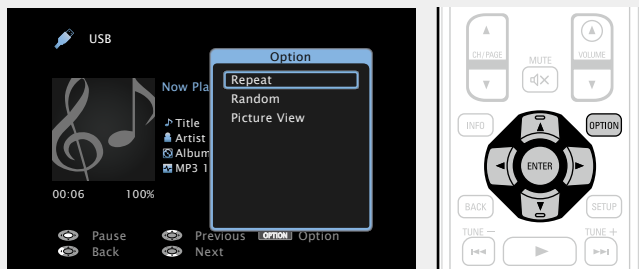 USB
Option
Now Pla
Repeat
Random
Picture View
Title
Artist
Album
MP3 1
00:06 100%
Pause Previous OPTION Option
Back Next
CH/PAGE MUTE VOLUME
INFO OPTION
ENTER
BACK SETUP
TUNE − TUNE +